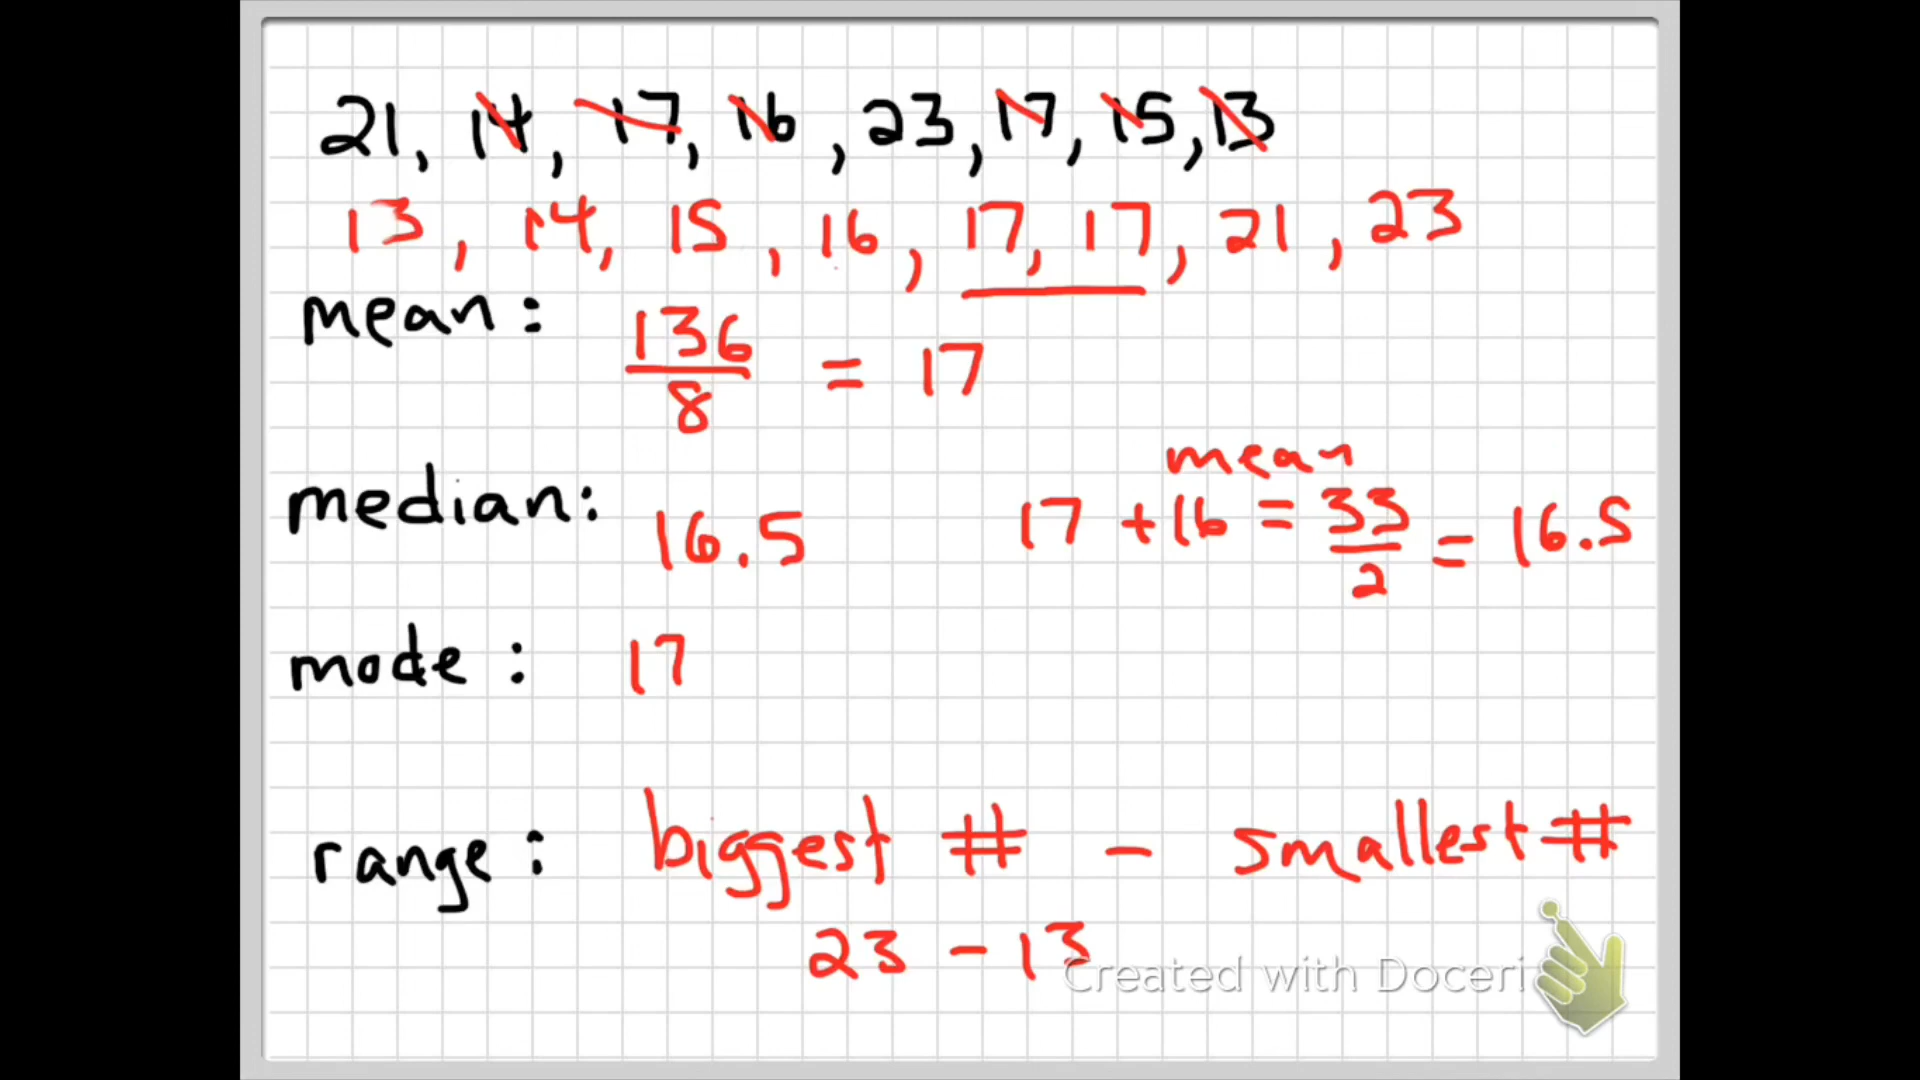 21, 14, 17, 16, 23, 17, 15, 13
13, 14, 15, 16, 17, 17, 21, 23
mean: 136/8 = 17
mean
median: 16.5 17 + 16 = 33/2 = 16.5
mode: 17
range: biggest # - smallest #
23 - 13
Created with Doceri